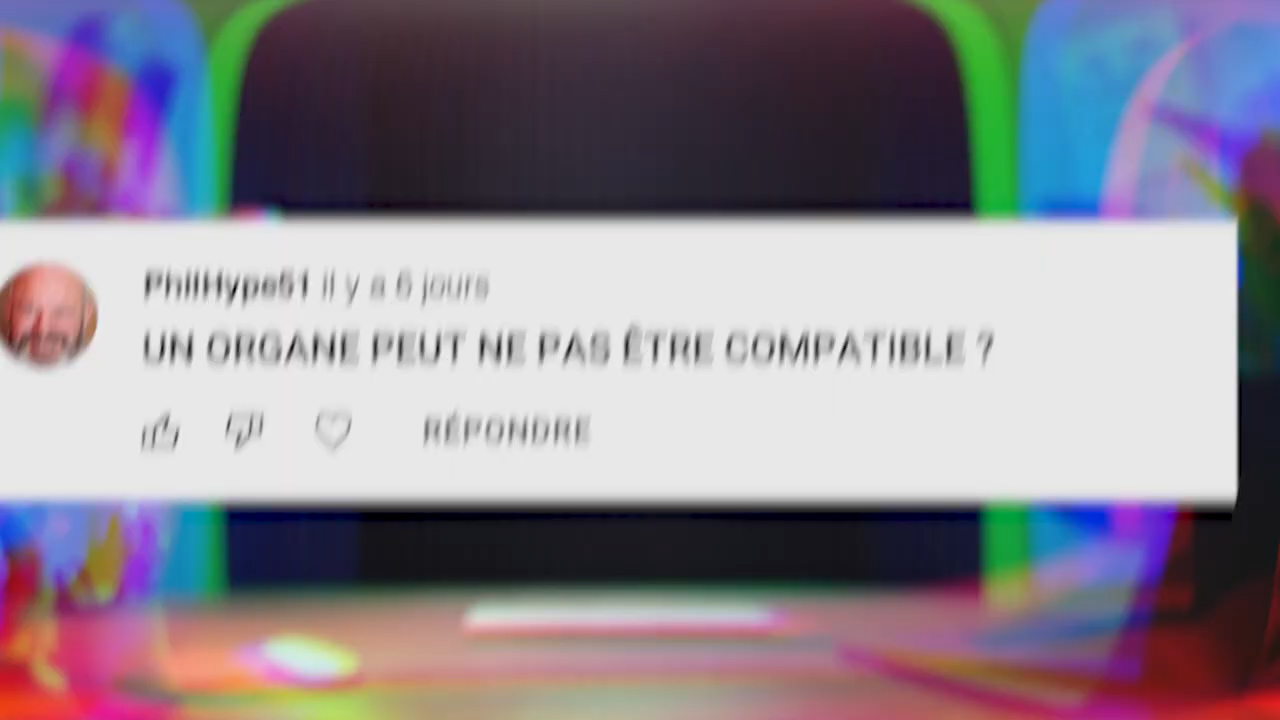 PhilHype51 il y a 6 jours
UN ORGANE PEUT NE PAS ÊTRE COMPATIBLE ?
RÉPONDRE